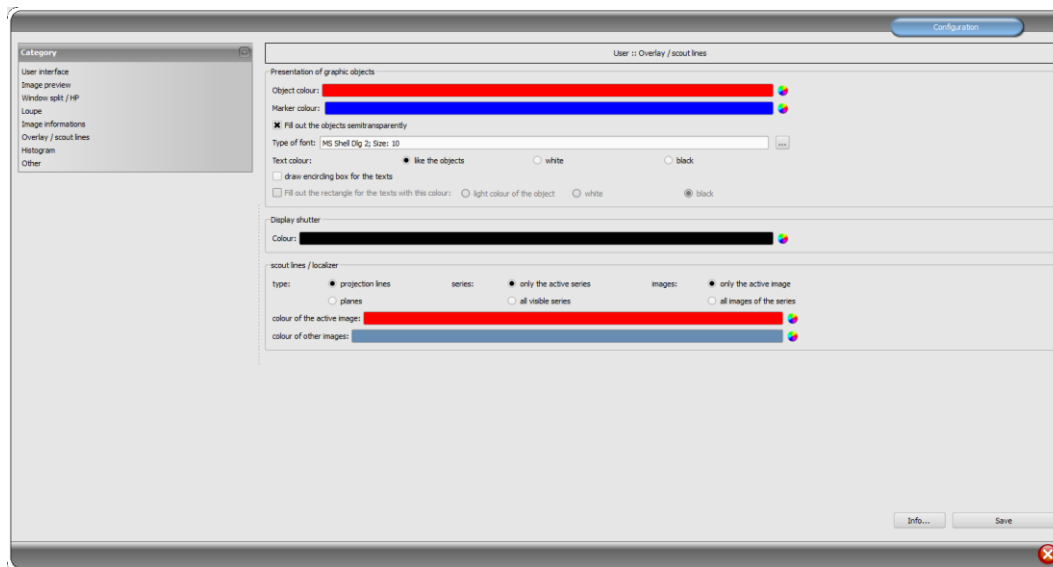 Configuration
Category
User interface
Image preview
Window split / HP
Loupe
Image informations
Overlay / scout lines
Histogram
Other
User :: Overlay / scout lines
Presentation of graphic objects
Object colour:
Marker colour:
Fill out the objects semitransparently
Type of font: MS Shell Dlg 2; Size: 10 ...
Text colour: like the objects white black
draw encirding box for the texts
Fill out the rectangle for the texts with this colour: light colour of the object white black
Display shutter
Colour:
scout lines / localizer
type: projection lines series: only the active series images: only the active image
planes all visible series all images of the series
colour of the active image:
colour of other images:
Info... Save